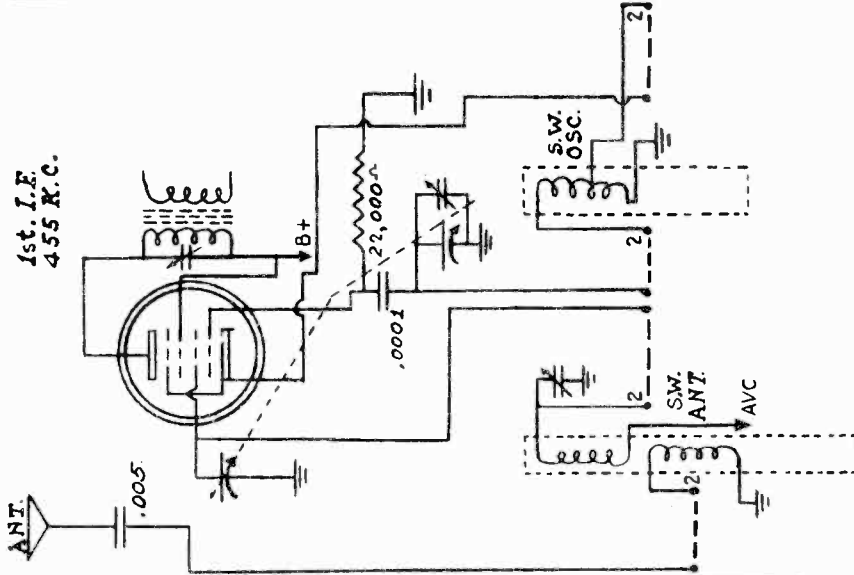 1st. I.F.
455 K.C.
B+
22,000Ω
.0001
ANT.
.005
S.W.
OSC.
2
2
S.W.
ANT.
2
AVC
2